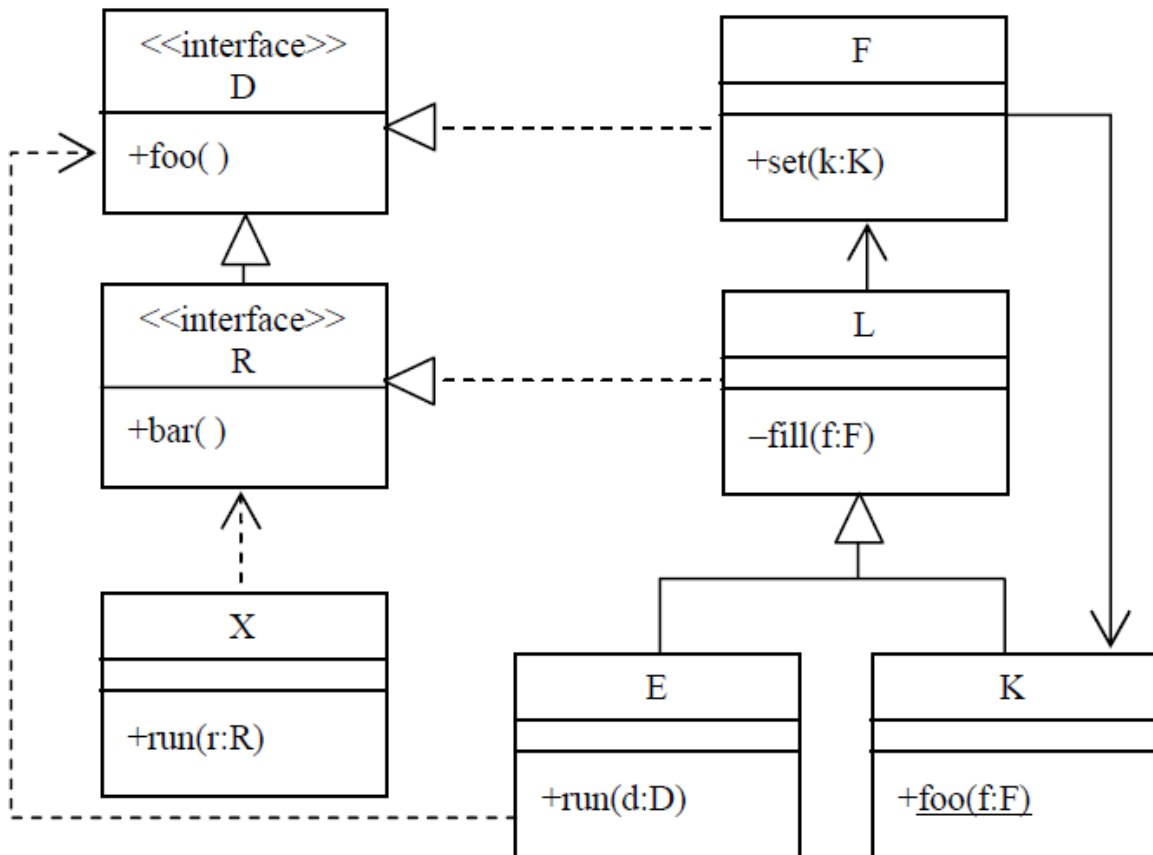 <<interface>>
D
+foo( )
F
+set(k:K)
<<interface>>
R
+bar( )
L
–fill(f:F)
X
+run(r:R)
E
+run(d:D)
K
+foo(f:F)